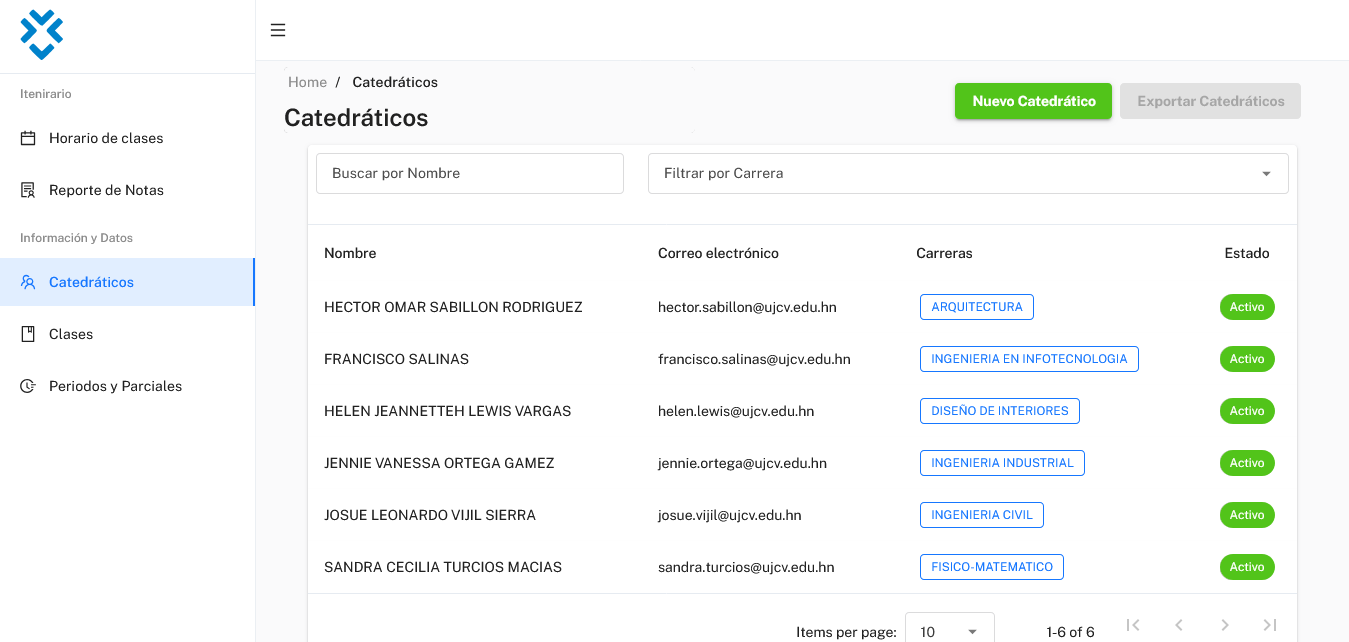 Itenirario
Horario de clases
Reporte de Notas
Información y Datos
Catedráticos
Clases
Periodos y Parciales
Home / Catedráticos
Catedráticos
Nuevo Catedrático Exportar Catedráticos
Buscar por Nombre Filtrar por Carrera
Nombre Correo electrónico Carreras Estado
HECTOR OMAR SABILLON RODRIGUEZ hector.sabillon@ujcv.edu.hn ARQUITECTURA Activo
FRANCISCO SALINAS francisco.salinas@ujcv.edu.hn INGENIERIA EN INFOTECNOLOGIA Activo
HELEN JEANNETTEH LEWIS VARGAS helen.lewis@ujcv.edu.hn DISEÑO DE INTERIORES Activo
JENNIE VANESSA ORTEGA GAMEZ jennie.ortega@ujcv.edu.hn INGENIERIA INDUSTRIAL Activo
JOSUE LEONARDO VIJIL SIERRA josue.vijil@ujcv.edu.hn INGENIERIA CIVIL Activo
SANDRA CECILIA TURCIOS MACIAS sandra.turcios@ujcv.edu.hn FISICO-MATEMATICO Activo
Items per page: 10 1-6 of 6